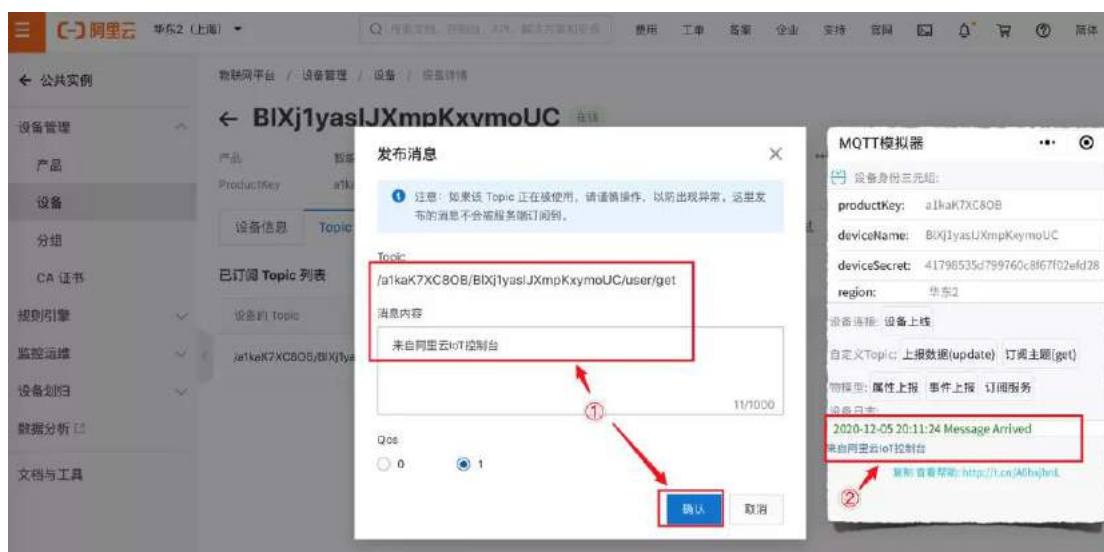 阿里云
华东2（上海）
费用
工单
备案
企业
支持
官网
简体
公共实例
物联网平台 / 设备管理 / 设备 / 设备详情
BIXj1yasIJXmpKxymoUC 在线
设备管理
产品
设备
分组
CA 证书
规则引擎
监控运维
设备划归
数据分析
文档与工具
产品
ProductKey
设备信息
Topic
已订阅 Topic 列表
设备的 Topic
发布消息
注意：如果该 Topic 正在被使用，请谨慎操作，以防出现异常。这里发
布的消息不会被服务端订阅到。
Topic
/a1kaK7XC8OB/BIXj1yasIJXmpKxymoUC/user/get
消息内容
来自阿里云IoT控制台
11/1000
①
Qos
0
1
确认
取消
MQTT模拟器
设备身份三元组:
productKey: a1kaK7XC8OB
deviceName: BIXj1yasIJXmpKxymoUC
deviceSecret: 41798535d799760c8f67f02efd28
region: 华东2
设备连接: 设备上线
自定义Topic: 上报数据(update) 订阅主题(get)
物模型: 属性上报 事件上报 订阅服务
设备日志:
2020-12-05 20:11:24 Message Arrived
来自阿里云IoT控制台
复制 查看帮助:
②